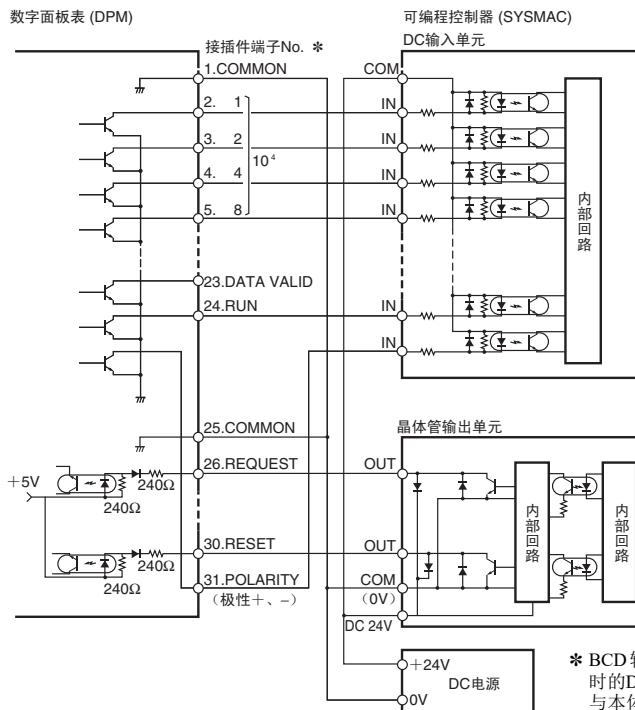 数字面板表 (DPM)
可编程控制器 (SYSMAC)
接插件端子No. ＊
DC输入单元
1.COMMON
COM
2. 1
IN
3. 2
IN
10⁴
4. 4
IN
5. 8
IN
内部回路
23.DATA VALID
24.RUN
IN
IN
25.COMMON
晶体管输出单元
26.REQUEST
OUT
+5V
240Ω
240Ω
内部回路
内部回路
30.RESET
OUT
240Ω
240Ω
31.POLARITY
（极性＋、−）
COM
（0V）
DC 24V
+24V
DC电源
0V
＊BCD输
时的D
与本体